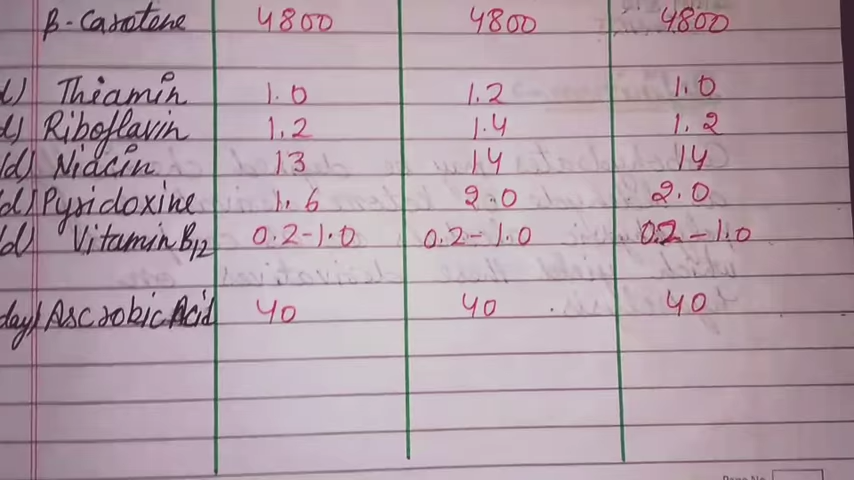 β-Carotene 4800 4800 4800
d) Thiamin 1.0 1.2 1.0
d) Riboflavin 1.2 1.4 1.2
(d) Niacin 13 14 14
d) Pyridoxine 1.6 2.0 2.0
(d) Vitamin B12 0.2-1.0 0.2-1.0 0.2-1.0
day) Ascrobic Acid 40 40 40